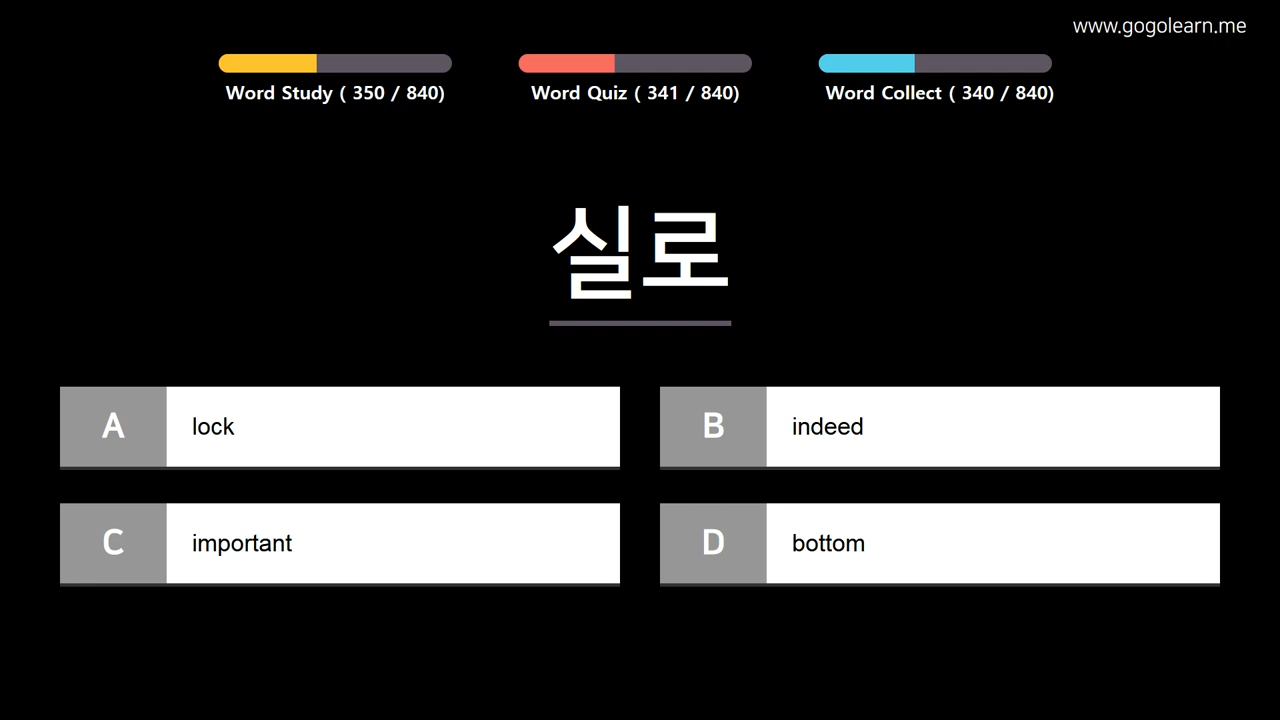 www.gogolearn.me
Word Study ( 350 / 840)
Word Quiz ( 341 / 840)
Word Collect ( 340 / 840)
실로
A lock
B indeed
C important
D bottom